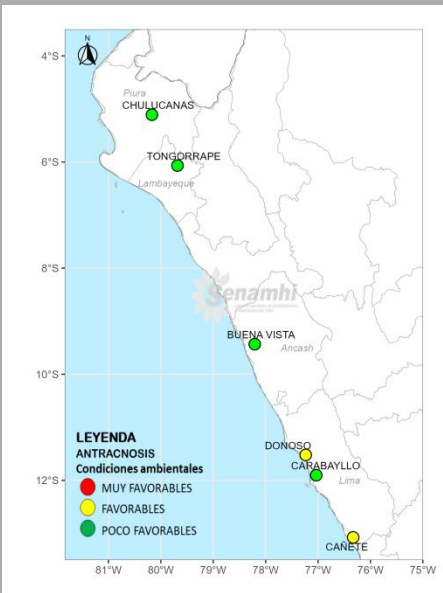 N
4°S
Piura
CHULUCANAS
6°S
TONGORRAPE
Lambayeque
8°S
Senamhi
BUENA VISTA
Ancash
10°S
LEYENDA
ANTRACNOSIS
Condiciones ambientales
MUY FAVORABLES
FAVORABLES
POCO FAVORABLES
DONOSO
CARABAYLLO
Lima
12°S
CAÑETE
81°W 80°W 79°W 78°W 77°W 76°W 75°W